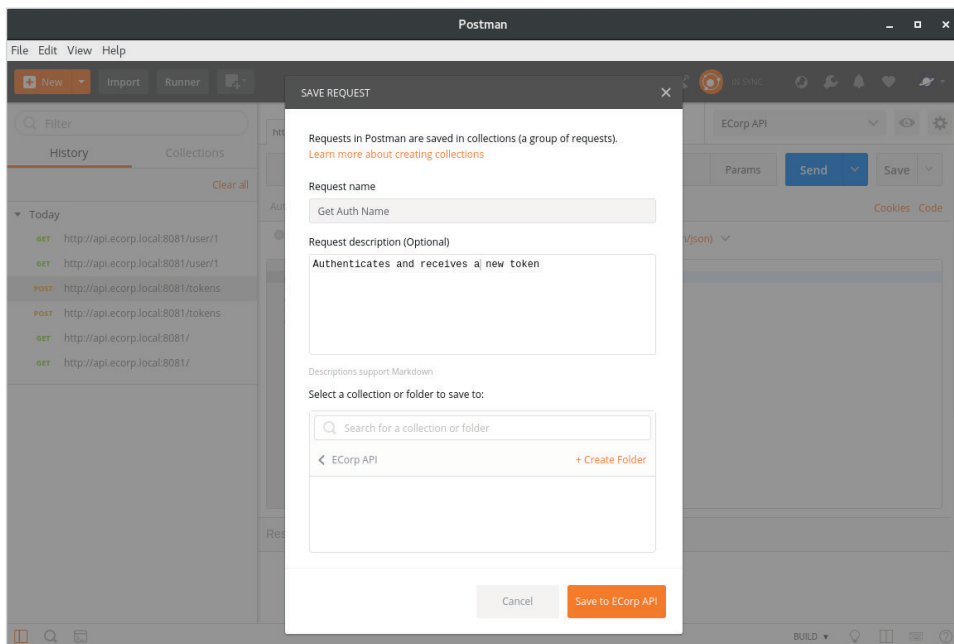 Postman
File Edit View Help
New Import Runner
IN SYNC
SAVE REQUEST
Filter
ECorp API
History Collections
Clear all
Params Send Save
Cookies Code
Today
GET http://api.ecorp.local:8081/user/1
GET http://api.ecorp.local:8081/user/1
POST http://api.ecorp.local:8081/tokens
POST http://api.ecorp.local:8081/tokens
GET http://api.ecorp.local:8081/
GET http://api.ecorp.local:8081/
Requests in Postman are saved in collections (a group of requests).
Learn more about creating collections
Request name
Get Auth Name
Request description (Optional)
Authenticates and receives a new token
Descriptions support Markdown
Select a collection or folder to save to:
Search for a collection or folder
ECorp API + Create Folder
Cancel Save to ECorp API
/json)
BUILD